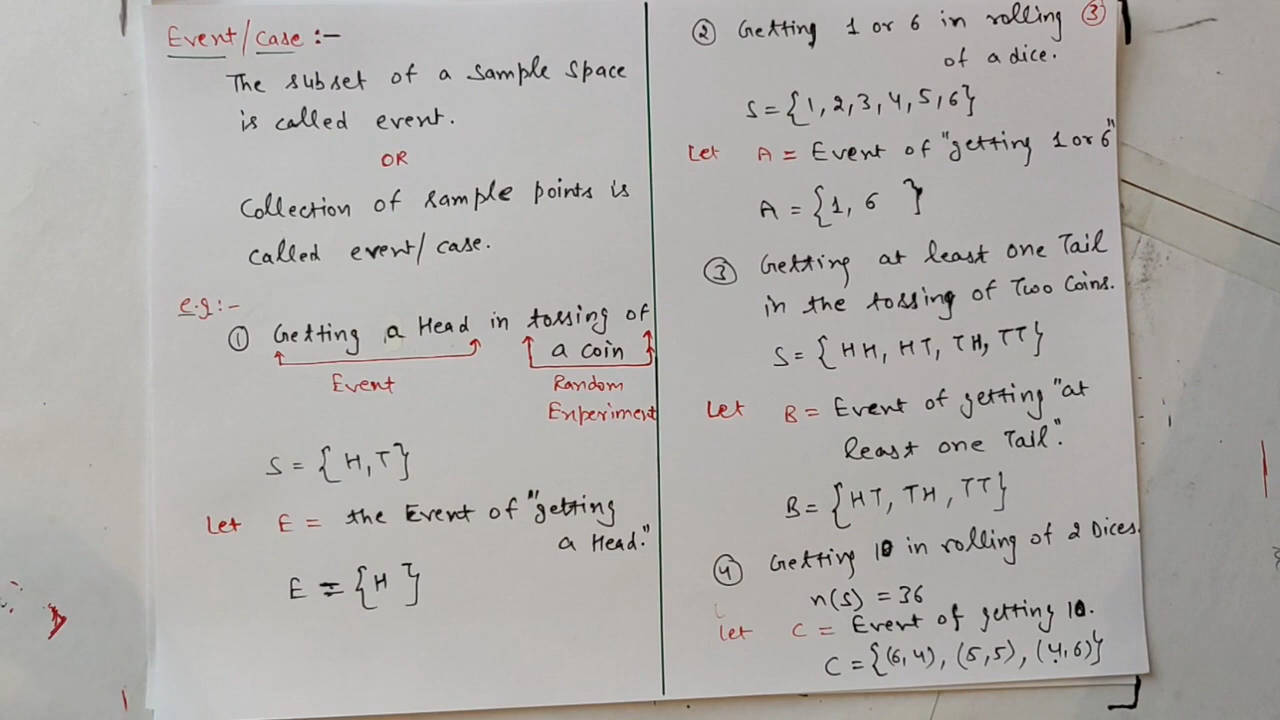 Event/Case :-
The subset of a sample space
is called event.
OR
Collection of sample points is
called event/case.
e.g:-
① Getting a Head in tossing of
a coin
Event
Random
Experiment
S = {H,T}
Let E = the Event of "getting
a Head."
E = {H }
③
② Getting 1 or 6 in rolling
of a dice.
S = {1,2,3,4,5,6}
Let A = Event of "getting 1 or 6"
A = {1, 6 }
③ Getting at least one Tail
in the tossing of Two Coins.
S = { HH, HT, TH, TT}
Let B = Event of getting "at
least one Tail".
B = {HT, TH, TT}
④ Getting 10 in rolling of 2 Dices.
n(s) = 36
Let C = Event of getting 10.
C = {(6,4), (5,5), (4,6)}